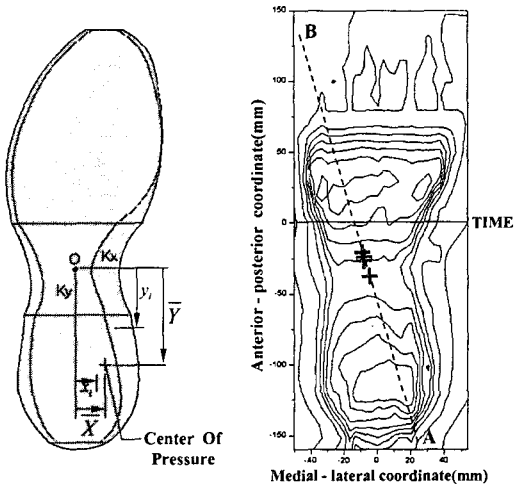 O
Kx
Ky
yᵢ
Y̅
xᵢ
X̅
Center Of
Pressure
150
100
50
0
-50
-100
-150
Anterior - posterior coordinate(mm)
B
TIME
A
-40 -20 0 20 40
Medial - lateral coordinate(mm)